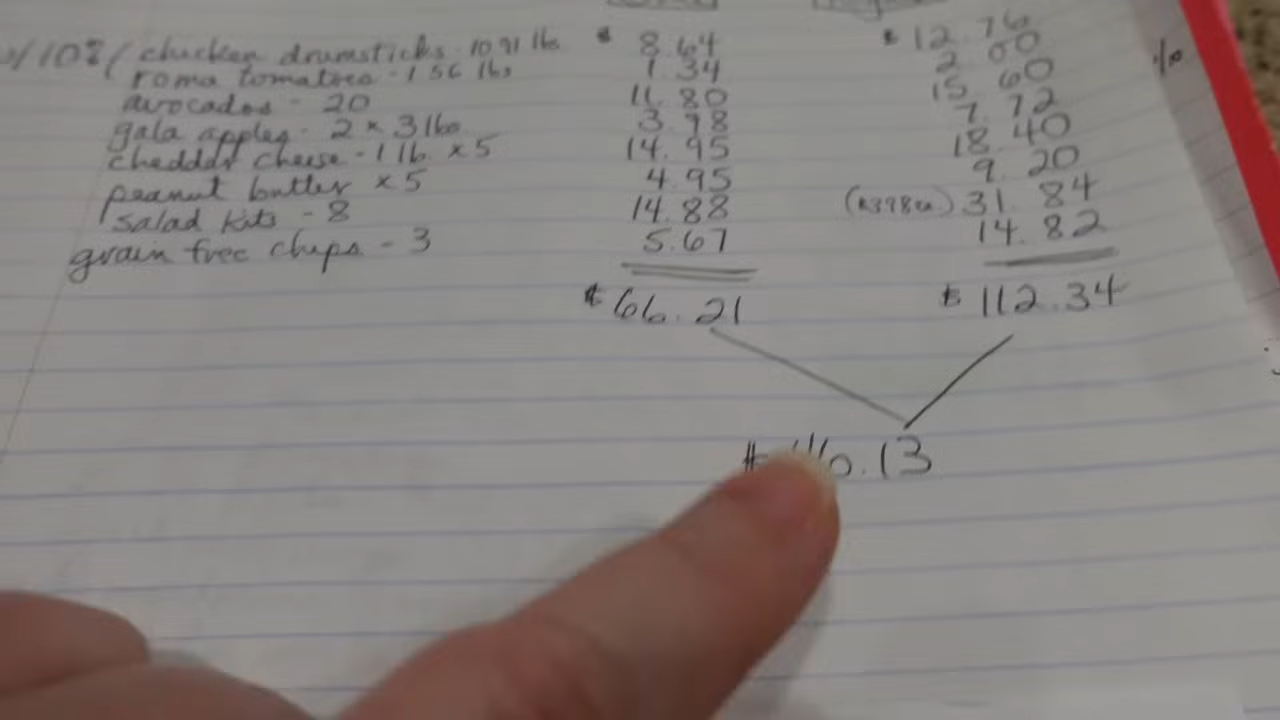 w/10% ( chicken drumsticks - 10.91 lbs $ 8.64 $ 12.76
roma tomatoes - 1.56 lbs 1.34 2.00
avocados - 20 11.80 15.60
gala apples - 2 x 3 lbs 3.98 7.72
cheddar cheese - 1 lb. x 5 14.95 18.40
peanut butter x 5 4.95 9.20
salad kits - 8 14.88 31.84
grain free chips - 3 5.67 14.82
$ 66.21 $ 112.34
6.13